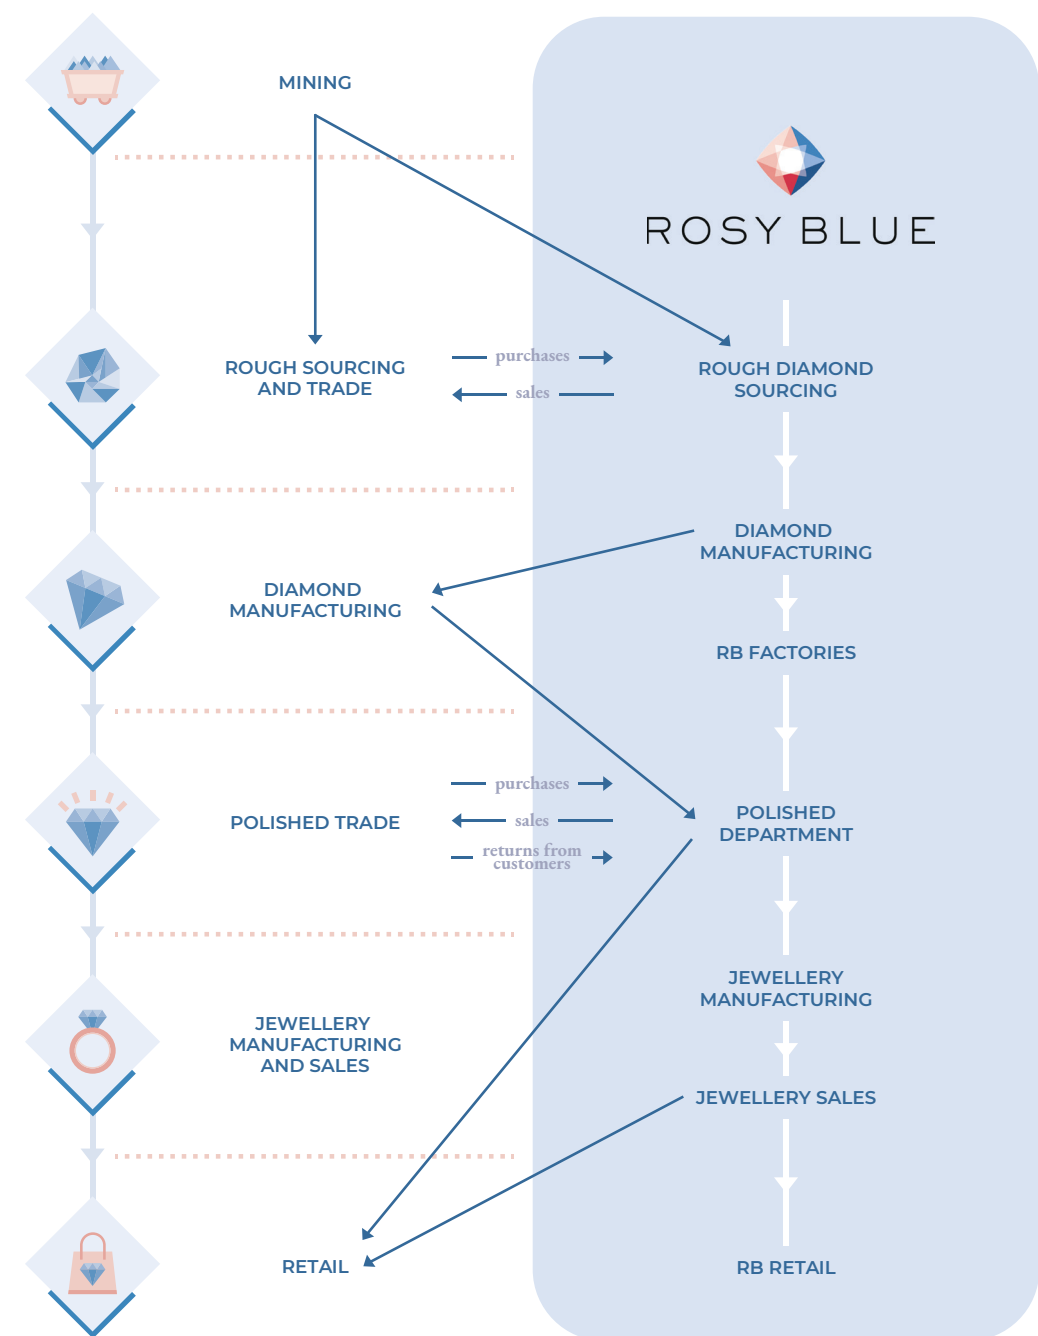 MINING
ROSY BLUE
ROUGH SOURCING
AND TRADE
purchases
sales
ROUGH DIAMOND
SOURCING
DIAMOND
MANUFACTURING
DIAMOND
MANUFACTURING
RB FACTORIES
POLISHED TRADE
purchases
sales
returns from
customers
POLISHED
DEPARTMENT
JEWELLERY
MANUFACTURING
JEWELLERY
MANUFACTURING
AND SALES
JEWELLERY SALES
RETAIL
RB RETAIL